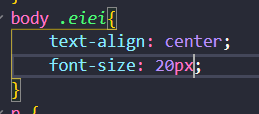 body .eiei{
text-align: center;
font-size: 20px;
}